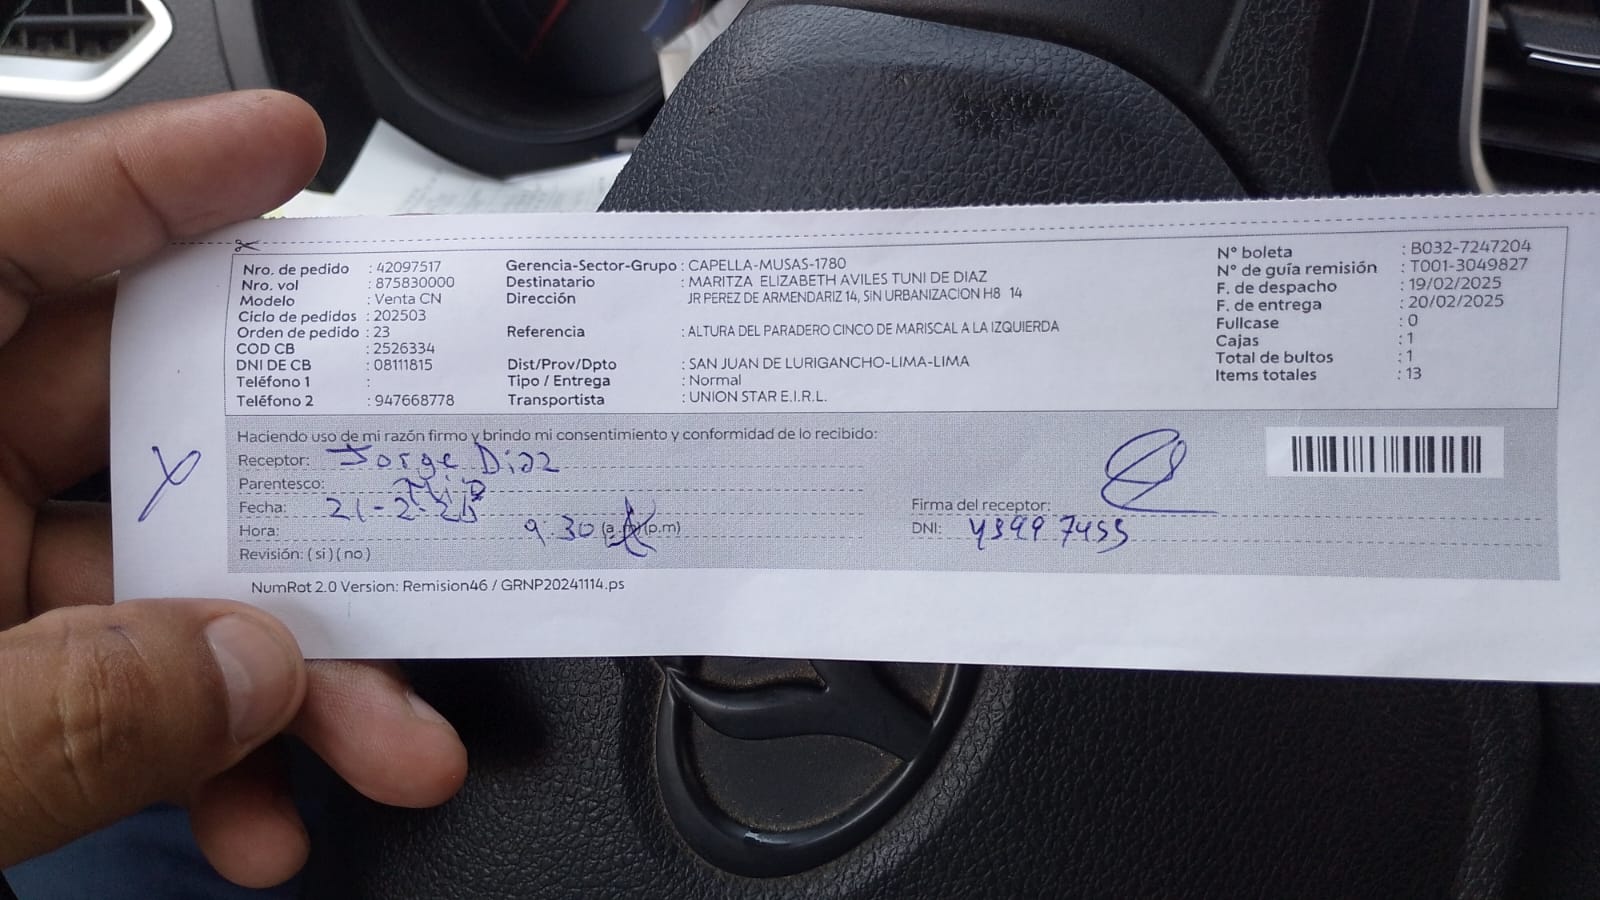 Nro. de pedido : 42097517
Nro. vol : 875830000
Modelo : Venta CN
Ciclo de pedidos : 202503
Orden de pedido : 23
COD CB : 2526334
DNI DE CB : 08111815
Teléfono 1 :
Teléfono 2 : 947668778
Gerencia-Sector-Grupo : CAPELLA-MUSAS-1780
Destinatario : MARITZA ELIZABETH AVILES TUNI DE DIAZ
Dirección JR PEREZ DE ARMENDARIZ 14, SIN URBANIZACION H8 14
Referencia : ALTURA DEL PARADERO CINCO DE MARISCAL A LA IZQUIERDA
Dist/Prov/Dpto : SAN JUAN DE LURIGANCHO-LIMA-LIMA
Tipo / Entrega : Normal
Transportista : UNION STAR E.I.R.L.
N° boleta : B032-7247204
N° de guía remisión : T001-3049827
F. de despacho : 19/02/2025
F. de entrega : 20/02/2025
Fullcase : 0
Cajas : 1
Total de bultos : 1
Items totales : 13
Haciendo uso de mi razón firmo y brindo mi consentimiento y conformidad de lo recibido:
Receptor: Jorge Diaz
Parentesco:
Fecha: 21-2-25
Hora: 9.30 (a.m)(p.m)
Revisión: (si) (no)
Firma del receptor:
DNI: 43997455
NumRot 2.0 Version: Remision46 / GRNP20241114.ps